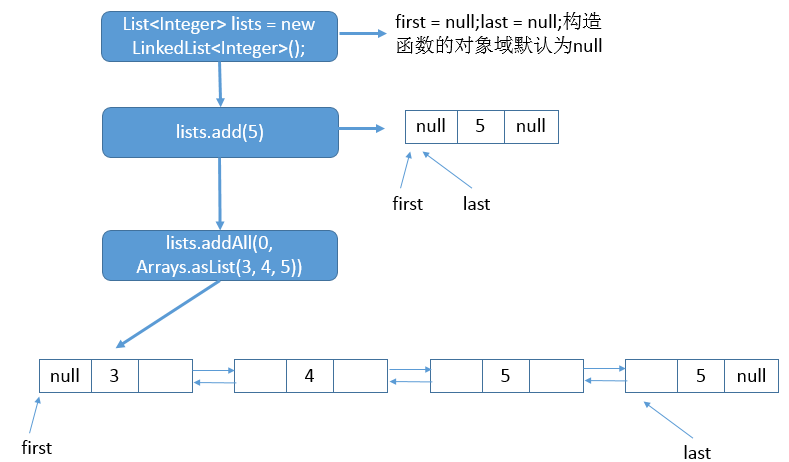 List<Integer> lists = new
LinkedList<Integer>();
first = null;last = null;构造
函数的对象域默认为null
lists.add(5)
null 5 null
first last
lists.addAll(0,
Arrays.asList(3, 4, 5))
null 3 4 5 5 null
first
last